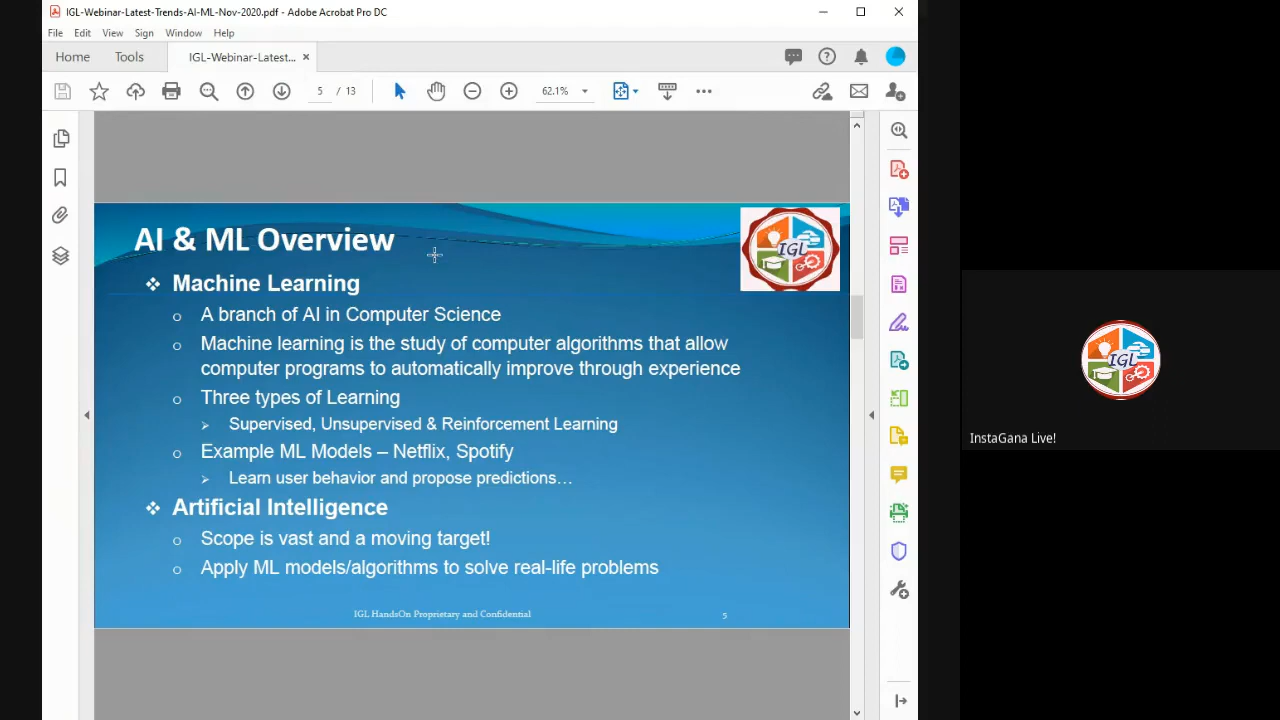 IGL-Webinar-Latest-Trends-AI-ML-Nov-2020.pdf - Adobe Acrobat Pro DC
File Edit View Sign Window Help
Home Tools IGL-Webinar-Latest... ×
5 / 13 62.1%
AI & ML Overview
IGL
❖ Machine Learning
o A branch of AI in Computer Science
o Machine learning is the study of computer algorithms that allow
computer programs to automatically improve through experience
o Three types of Learning
➢ Supervised, Unsupervised & Reinforcement Learning
o Example ML Models – Netflix, Spotify
➢ Learn user behavior and propose predictions…
❖ Artificial Intelligence
o Scope is vast and a moving target!
o Apply ML models/algorithms to solve real-life problems
IGL HandsOn Proprietary and Confidential 5
IGL
InstaGana Live!